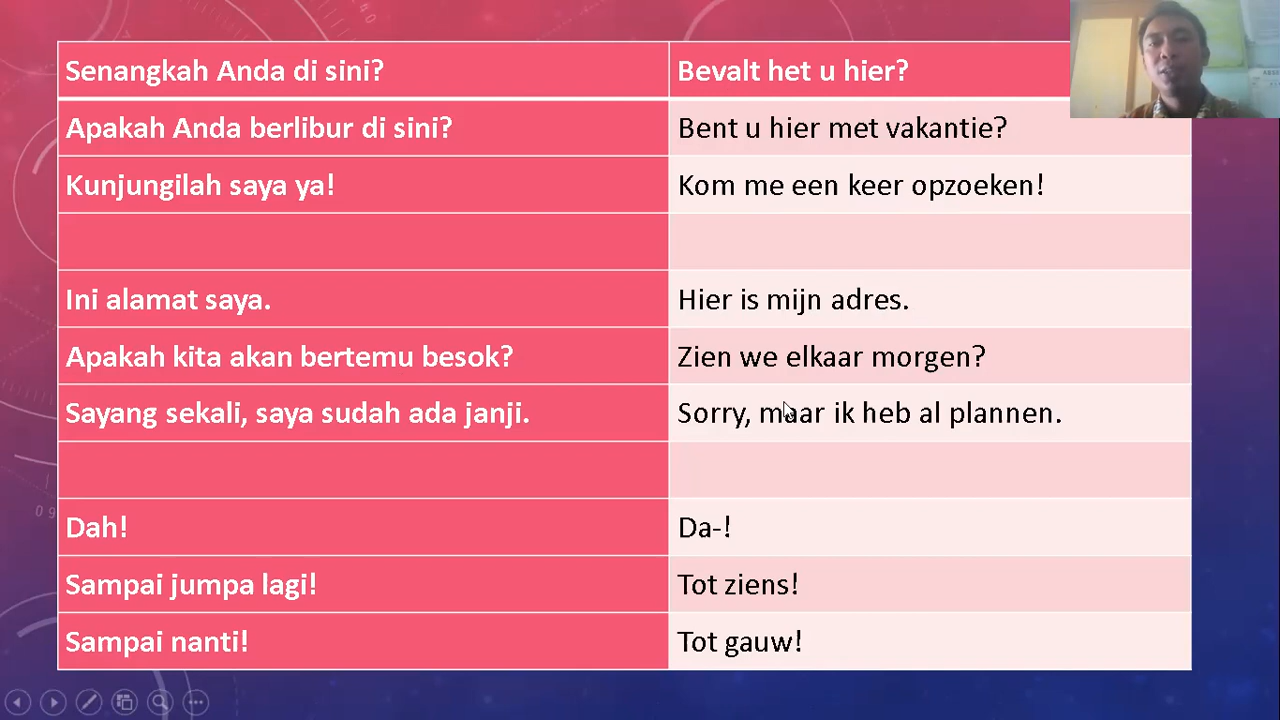 Senangkah Anda di sini? Bevalt het u hier?
Apakah Anda berlibur di sini? Bent u hier met vakantie?
Kunjungilah saya ya! Kom me een keer opzoeken!
Ini alamat saya. Hier is mijn adres.
Apakah kita akan bertemu besok? Zien we elkaar morgen?
Sayang sekali, saya sudah ada janji. Sorry, maar ik heb al plannen.
Dah! Da-!
Sampai jumpa lagi! Tot ziens!
Sampai nanti! Tot gauw!